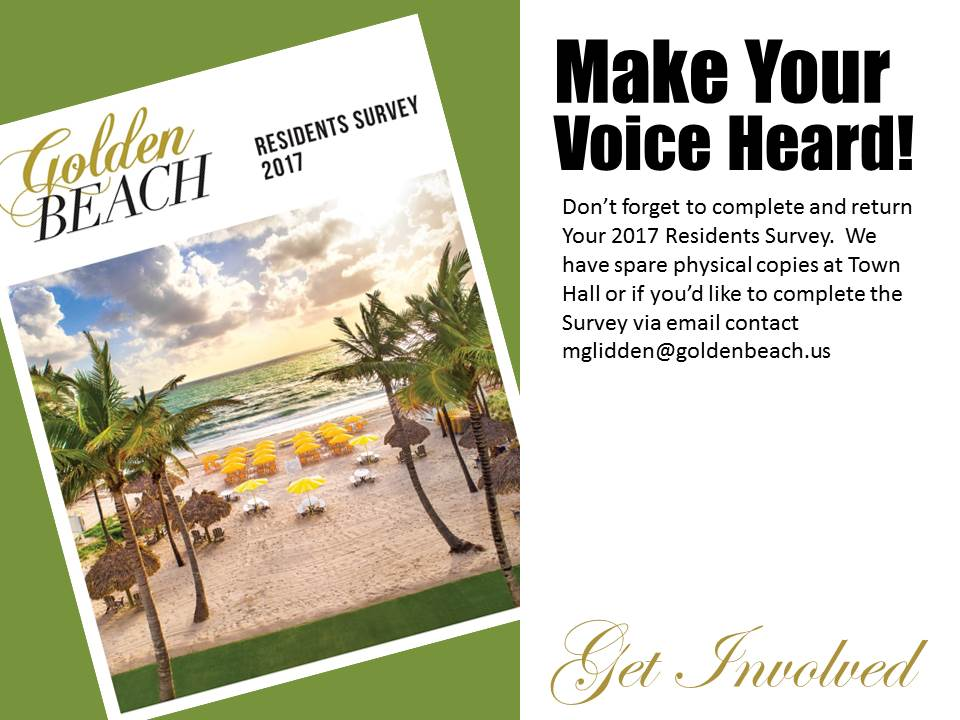 Golden
BEACH
RESIDENTS SURVEY
2017
Make Your
Voice Heard!
Don’t forget to complete and return
Your 2017 Residents Survey.  We
have spare physical copies at Town
Hall or if you’d like to complete the
Survey via email contact
mglidden@goldenbeach.us
Get Involved